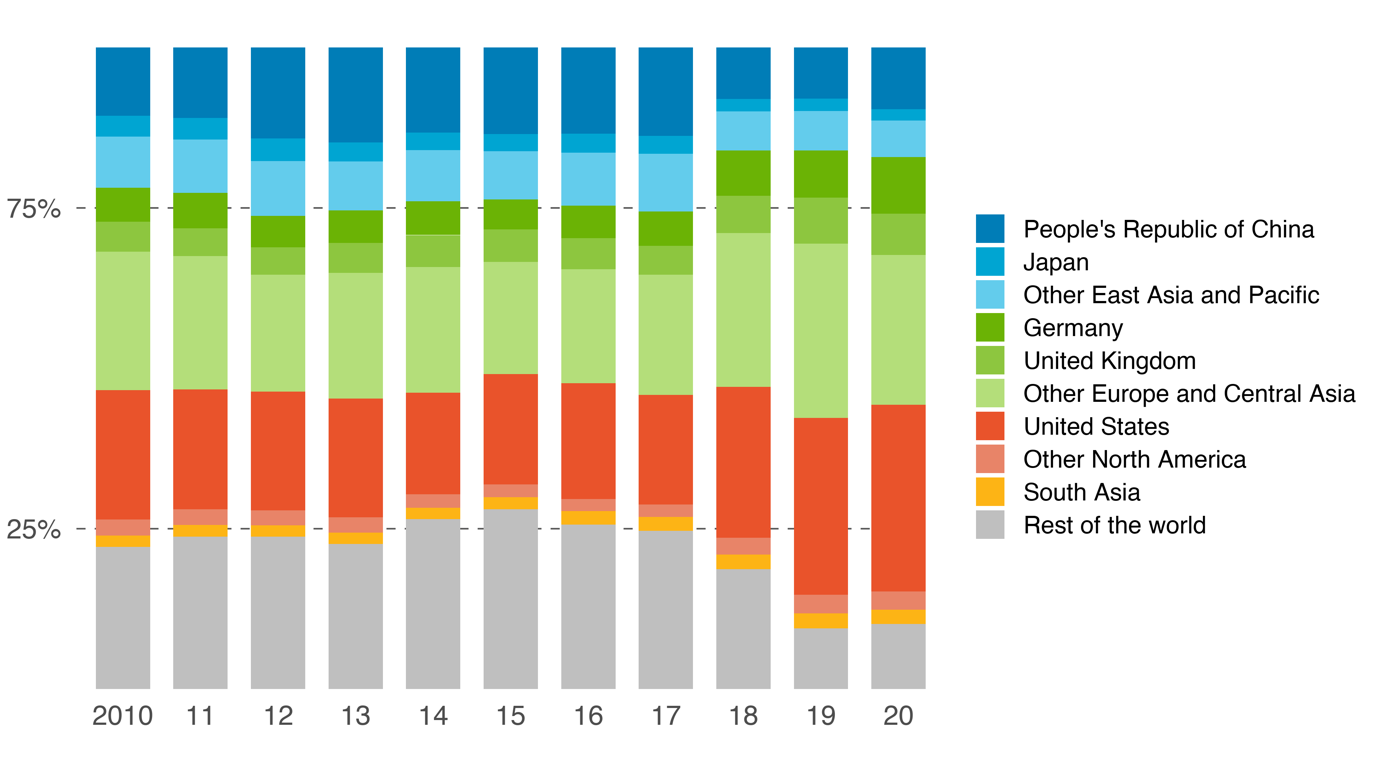 75%
25%
2010 11 12 13 14 15 16 17 18 19 20
People's Republic of China
Japan
Other East Asia and Pacific
Germany
United Kingdom
Other Europe and Central Asia
United States
Other North America
South Asia
Rest of the world